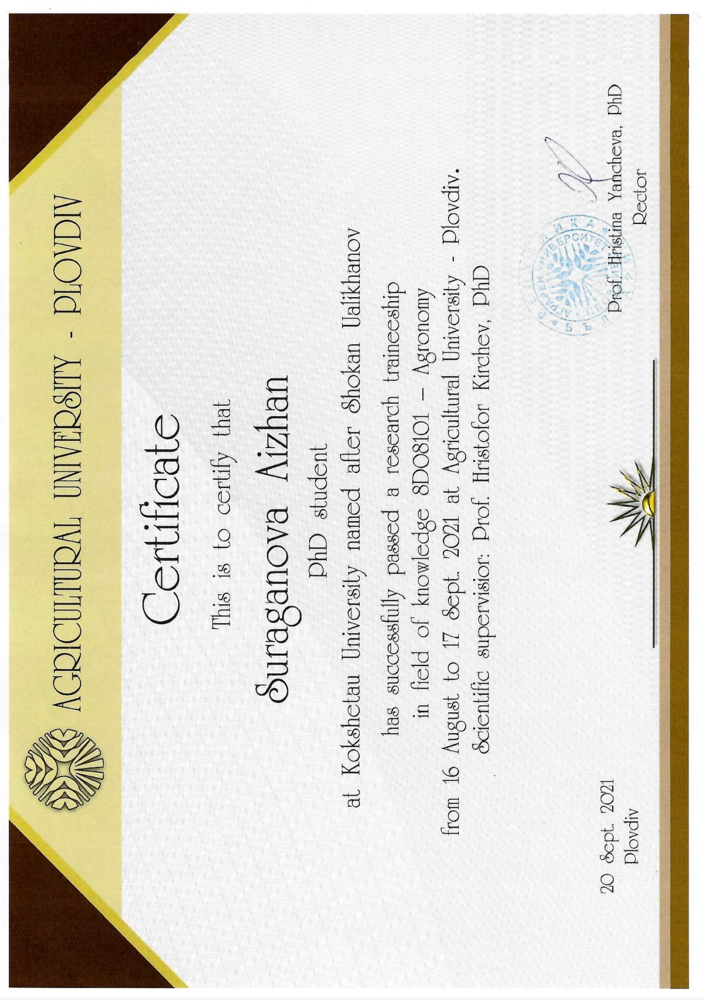 AGRICULTURAL UNIVERSITY - PLOVDIV
Certificate
This is to certify that
Suraganova Aizhan
PhD student
at Kokshetau University named after Shokan Ualikhanov
has successfully passed a research traineeship
in field of knowledge 8D08101 – Agronomy
from 16 August to 17 Sept. 2021 at Agricultural University - Plovdiv.
Scientific supervisior: Prof. Hristofor Kirchev, PhD
АГРАРЕН УНИВЕРСИТЕТ
20 Sept. 2021
Plovdiv
Prof. Hristina Yancheva, PhD
Rector